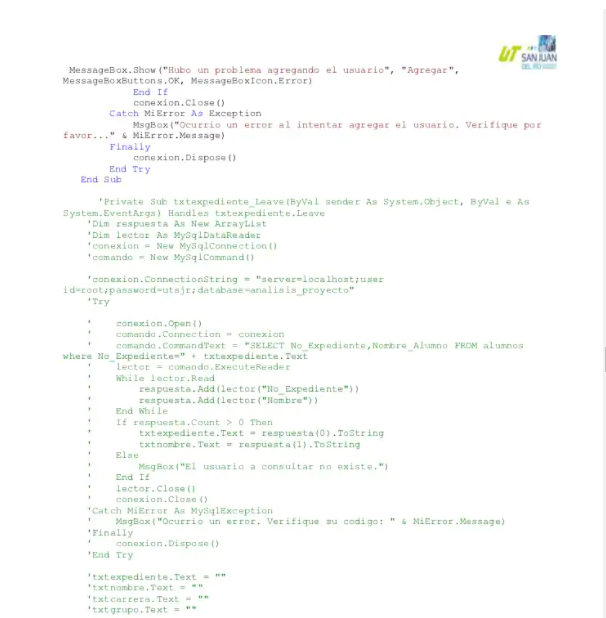 UT SAN JUAN
DEL RIO
MessageBox.Show("Hubo un problema agregando el usuario", "Agregar",
MessageBoxButtons.OK, MessageBoxIcon.Error)
End If
conexion.Close()
Catch MiError As Exception
MsgBox("Ocurrio un error al intentar agregar el usuario. Verifique por
favor..." & MiError.Message)
Finally
conexion.Dispose()
End Try
End Sub
'Private Sub txtexpediente_Leave(ByVal sender As System.Object, ByVal e As
System.EventArgs) Handles txtexpediente.Leave
'Dim respuesta As New ArrayList
'Dim lector As MySqlDataReader
'conexion = New MySqlConnection()
'comando = New MySqlCommand()
'conexion.ConnectionString = "server=localhost;user
id=root;password=utsjr;database=analisis_proyecto"
'Try
' conexion.Open()
' comando.Connection = conexion
' comando.CommandText = "SELECT No_Expediente,Nombre_Alumno FROM alumnos
where No_Expediente=" + txtexpediente.Text
' lector = comando.ExecuteReader
' While lector.Read
' respuesta.Add(lector("No_Expediente"))
' respuesta.Add(lector("Nombre"))
' End While
' If respuesta.Count > 0 Then
' txtexpediente.Text = respuesta(0).ToString
' txtnombre.Text = respuesta(1).ToString
' Else
' MsgBox("El usuario a consultar no existe.")
' End If
' lector.Close()
' conexion.Close()
'Catch MiError As MySqlException
' MsgBox("Ocurrio un error. Verifique su codigo: " & MiError.Message)
'Finally
' conexion.Dispose()
'End Try
'txtexpediente.Text = ""
'txtnombre.Text = ""
'txtcarrera.Text = ""
'txtgrupo.Text = ""